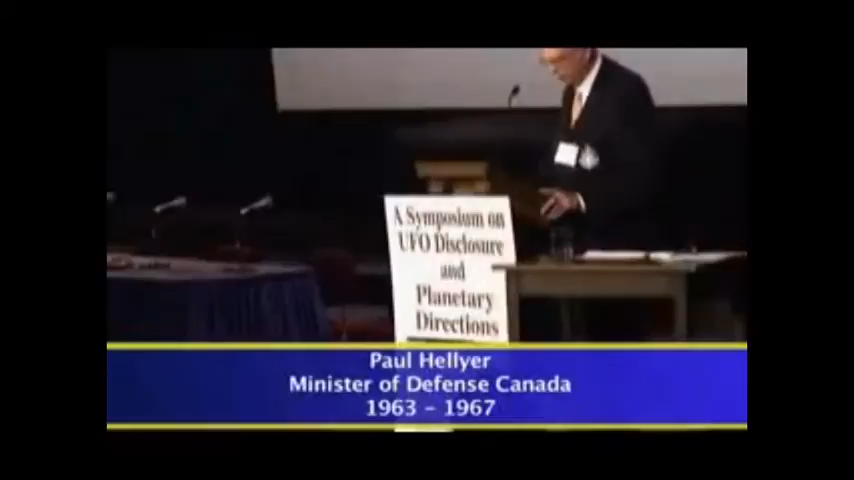 A Symposium on
UFO Disclosure
and
Planetary
Directions
Paul Hellyer
Minister of Defense Canada
1963 - 1967